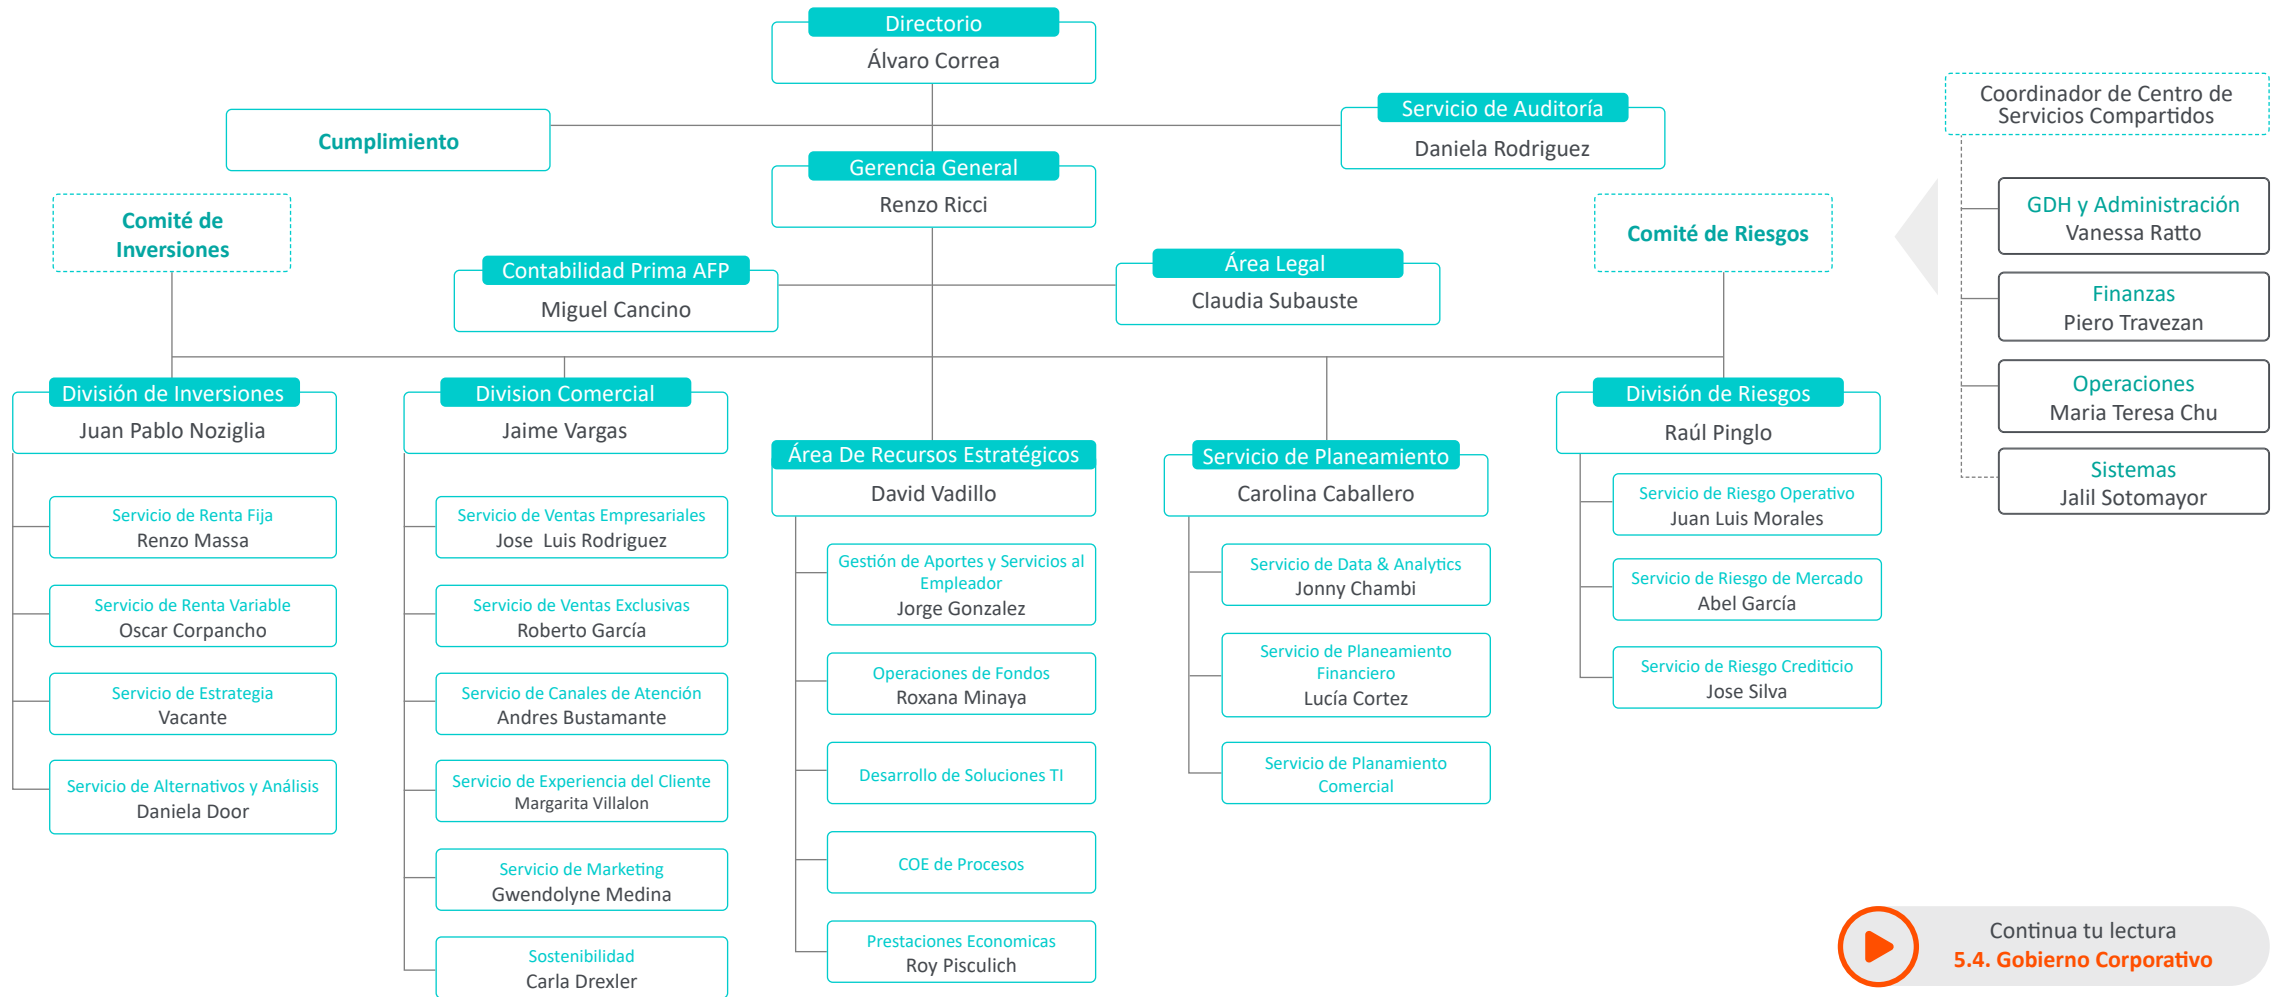 Directorio
Álvaro Correa
Cumplimiento
Servicio de Auditoría
Daniela Rodriguez
Gerencia General
Renzo Ricci
Comité de
Inversiones
Comité de Riesgos
Contabilidad Prima AFP
Miguel Cancino
Área Legal
Claudia Subauste
Coordinador de Centro de
Servicios Compartidos
GDH y Administración
Vanessa Ratto
Finanzas
Piero Travezan
Operaciones
Maria Teresa Chu
Sistemas
Jalil Sotomayor
División de Inversiones
Juan Pablo Noziglia
Servicio de Renta Fija
Renzo Massa
Servicio de Renta Variable
Oscar Corpancho
Servicio de Estrategia
Vacante
Servicio de Alternativos y Análisis
Daniela Door
Division Comercial
Jaime Vargas
Servicio de Ventas Empresariales
Jose Luis Rodriguez
Servicio de Ventas Exclusivas
Roberto García
Servicio de Canales de Atención
Andres Bustamante
Servicio de Experiencia del Cliente
Margarita Villalon
Servicio de Marketing
Gwendolyne Medina
Sostenibilidad
Carla Drexler
Área De Recursos Estratégicos
David Vadillo
Gestión de Aportes y Servicios al
Empleador
Jorge Gonzalez
Operaciones de Fondos
Roxana Minaya
Desarrollo de Soluciones TI
COE de Procesos
Prestaciones Economicas
Roy Pisculich
Servicio de Planeamiento
Carolina Caballero
Servicio de Data & Analytics
Jonny Chambi
Servicio de Planeamiento
Financiero
Lucía Cortez
Servicio de Planamiento
Comercial
División de Riesgos
Raúl Pinglo
Servicio de Riesgo Operativo
Juan Luis Morales
Servicio de Riesgo de Mercado
Abel García
Servicio de Riesgo Crediticio
Jose Silva
Continua tu lectura
5.4. Gobierno Corporativo